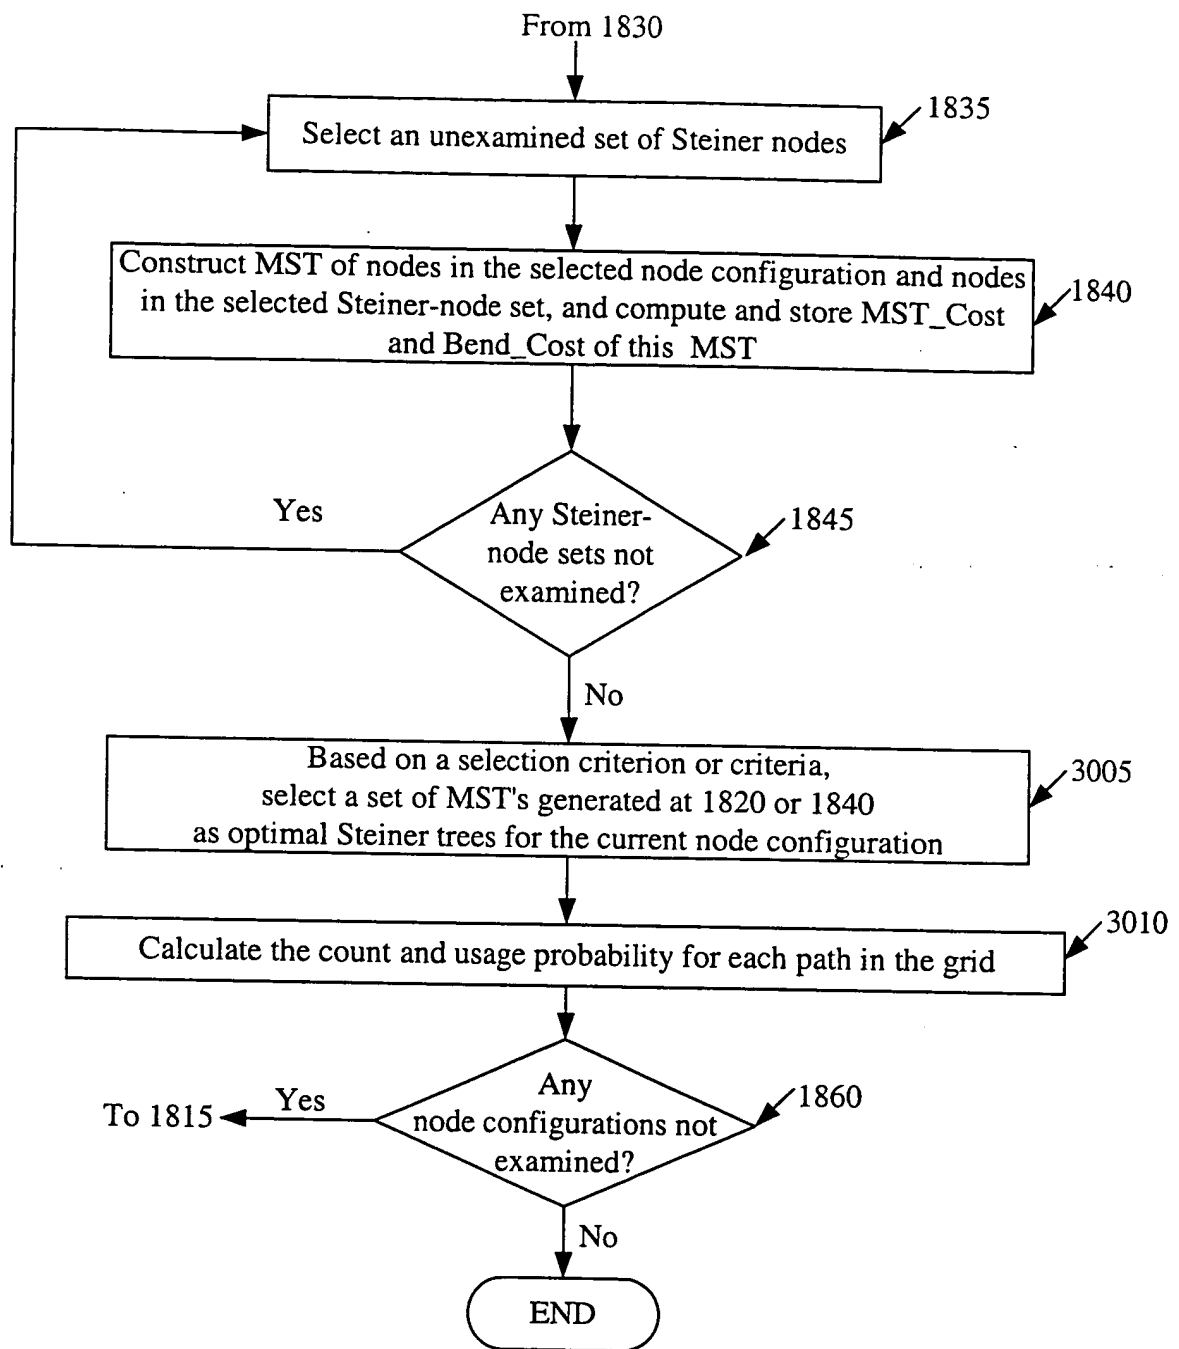 From 1830
1835
Select an unexamined set of Steiner nodes
Construct MST of nodes in the selected node configuration and nodes
in the selected Steiner-node set, and compute and store MST_Cost
and Bend_Cost of this MST
1840
Yes
Any Steiner-
node sets not
examined?
1845
No
Based on a selection criterion or criteria,
select a set of MST's generated at 1820 or 1840
as optimal Steiner trees for the current node configuration
3005
3010
Calculate the count and usage probability for each path in the grid
To 1815
Yes
Any
node configurations not
examined?
1860
No
END